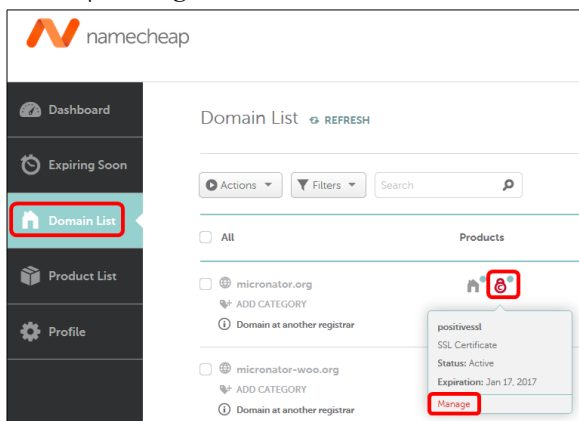 namecheap
Dashboard
Expiring Soon
Domain List
Product List
Profile
Domain List REFRESH
Actions Filters Search
All Products
micronator.org
ADD CATEGORY
Domain at another registrar
positivessl
SSL Certificate
Status: Active
Expiration: Jan 17, 2017
Manage
micronator-woo.org
ADD CATEGORY
Domain at another registrar